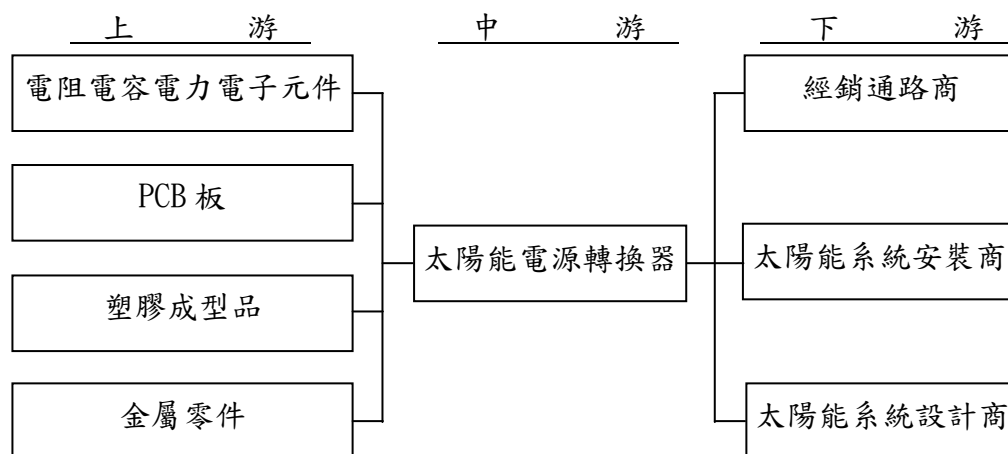 上游
中游
下游
電阻電容電力電子元件
PCB 板
塑膠成型品
金屬零件
太陽能電源轉換器
經銷通路商
太陽能系統安裝商
太陽能系統設計商